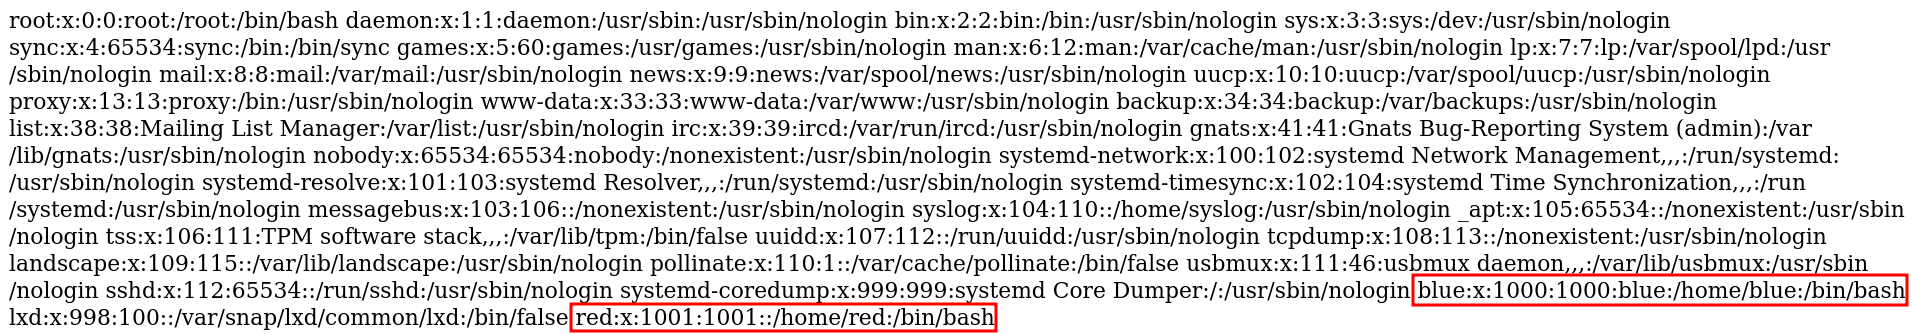 root:x:0:0:root:/root:/bin/bash daemon:x:1:1:daemon:/usr/sbin:/usr/sbin/nologin bin:x:2:2:bin:/bin:/usr/sbin/nologin sys:x:3:3:sys:/dev:/usr/sbin/nologin
sync:x:4:65534:sync:/bin:/bin/sync games:x:5:60:games:/usr/games:/usr/sbin/nologin man:x:6:12:man:/var/cache/man:/usr/sbin/nologin lp:x:7:7:lp:/var/spool/lpd:/usr
/sbin/nologin mail:x:8:8:mail:/var/mail:/usr/sbin/nologin news:x:9:9:news:/var/spool/news:/usr/sbin/nologin uucp:x:10:10:uucp:/var/spool/uucp:/usr/sbin/nologin
proxy:x:13:13:proxy:/bin:/usr/sbin/nologin www-data:x:33:33:www-data:/var/www:/usr/sbin/nologin backup:x:34:34:backup:/var/backups:/usr/sbin/nologin
list:x:38:38:Mailing List Manager:/var/list:/usr/sbin/nologin irc:x:39:39:ircd:/var/run/ircd:/usr/sbin/nologin gnats:x:41:41:Gnats Bug-Reporting System (admin):/var
/lib/gnats:/usr/sbin/nologin nobody:x:65534:65534:nobody:/nonexistent:/usr/sbin/nologin systemd-network:x:100:102:systemd Network Management,,,:/run/systemd:
/usr/sbin/nologin systemd-resolve:x:101:103:systemd Resolver,,,:/run/systemd:/usr/sbin/nologin systemd-timesync:x:102:104:systemd Time Synchronization,,,:/run
/systemd:/usr/sbin/nologin messagebus:x:103:106::/nonexistent:/usr/sbin/nologin syslog:x:104:110::/home/syslog:/usr/sbin/nologin _apt:x:105:65534::/nonexistent:/usr/sbin
/nologin tss:x:106:111:TPM software stack,,,:/var/lib/tpm:/bin/false uuidd:x:107:112::/run/uuidd:/usr/sbin/nologin tcpdump:x:108:113::/nonexistent:/usr/sbin/nologin
landscape:x:109:115::/var/lib/landscape:/usr/sbin/nologin pollinate:x:110:1::/var/cache/pollinate:/bin/false usbmux:x:111:46:usbmux daemon,,,:/var/lib/usbmux:/usr/sbin
/nologin sshd:x:112:65534::/run/sshd:/usr/sbin/nologin systemd-coredump:x:999:999:systemd Core Dumper:/:/usr/sbin/nologin blue:x:1000:1000:blue:/home/blue:/bin/bash
lxd:x:998:100::/var/snap/lxd/common/lxd:/bin/false red:x:1001:1001::/home/red:/bin/bash